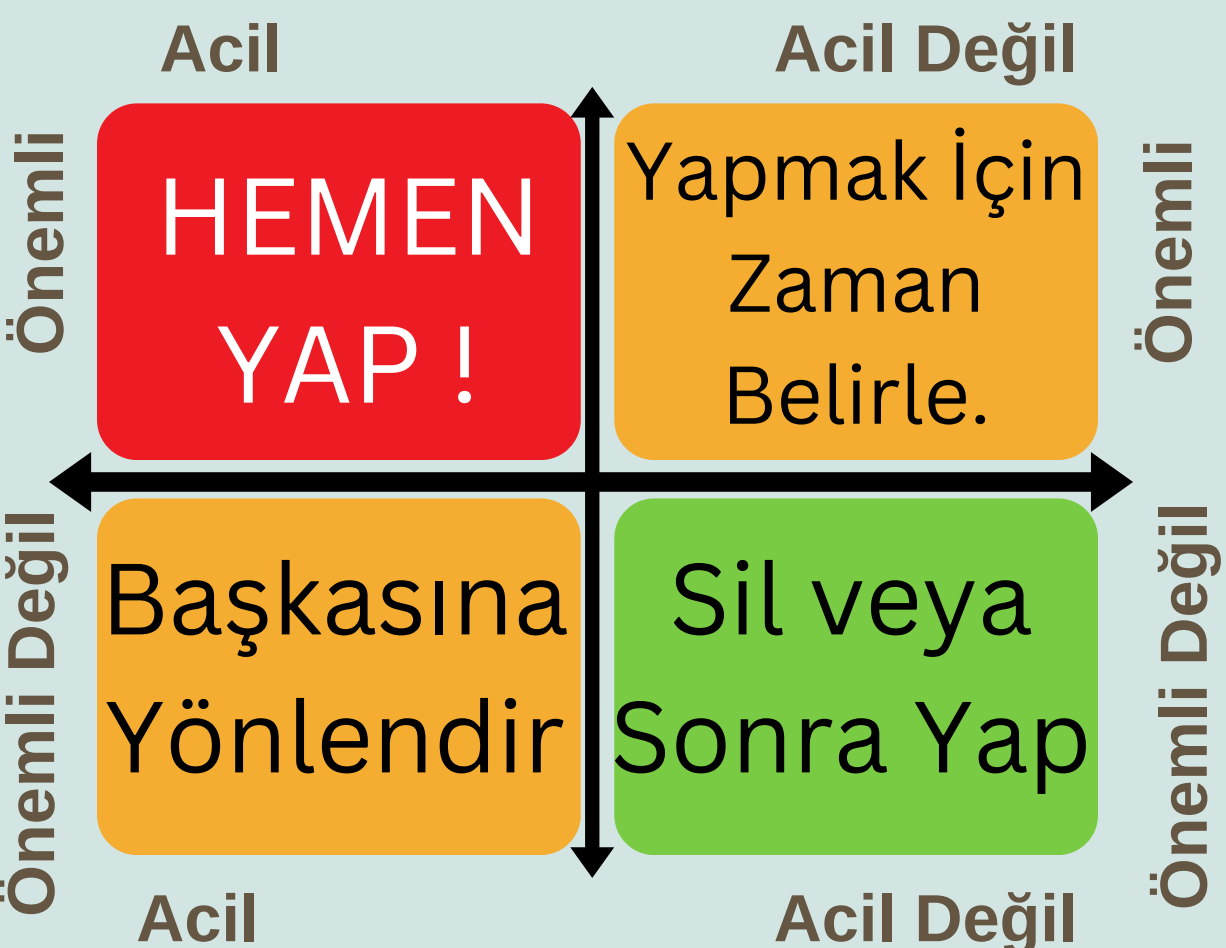 Acil
Acil Değil
Önemli
HEMEN
YAP !
Yapmak İçin
Zaman
Belirle.
Önemli
Önemli Değil
Başkasına
Yönlendir
Sil veya
Sonra Yap
Önemli Değil
Acil
Acil Değil